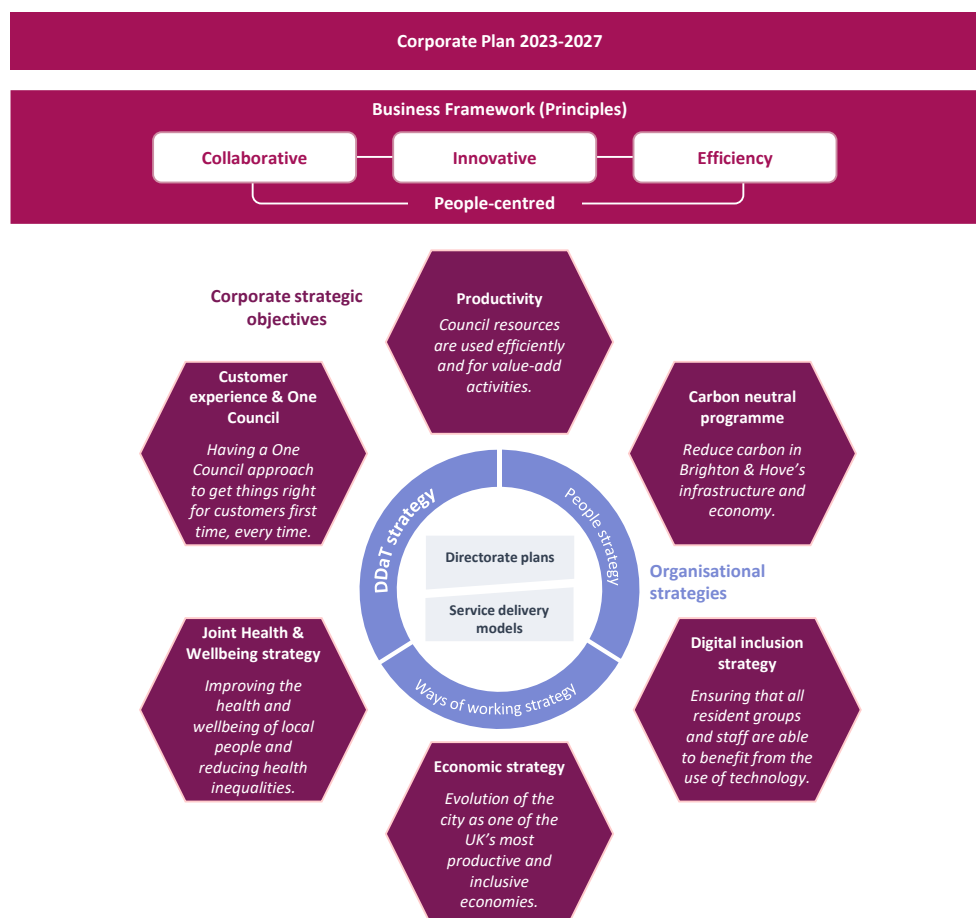 Corporate Plan 2023-2027
Business Framework (Principles)
Collaborative
Innovative
Efficiency
People-centred
Corporate strategic
objectives
Productivity
Council resources
are used efficiently
and for value-add
activities.
Customer
experience & One
Council
Having a One
Council approach
to get things right
for customers first
time, every time.
Carbon neutral
programme
Reduce carbon in
Brighton & Hove’s
infrastructure and
economy.
DDaT strategy
People strategy
Ways of working strategy
Directorate plans
Service delivery
models
Organisational
strategies
Joint Health &
Wellbeing strategy
Improving the
health and
wellbeing of local
people and
reducing health
inequalities.
Digital inclusion
strategy
Ensuring that all
resident groups
and staff are able
to benefit from the
use of technology.
Economic strategy
Evolution of the
city as one of the
UK’s most
productive and
inclusive
economies.